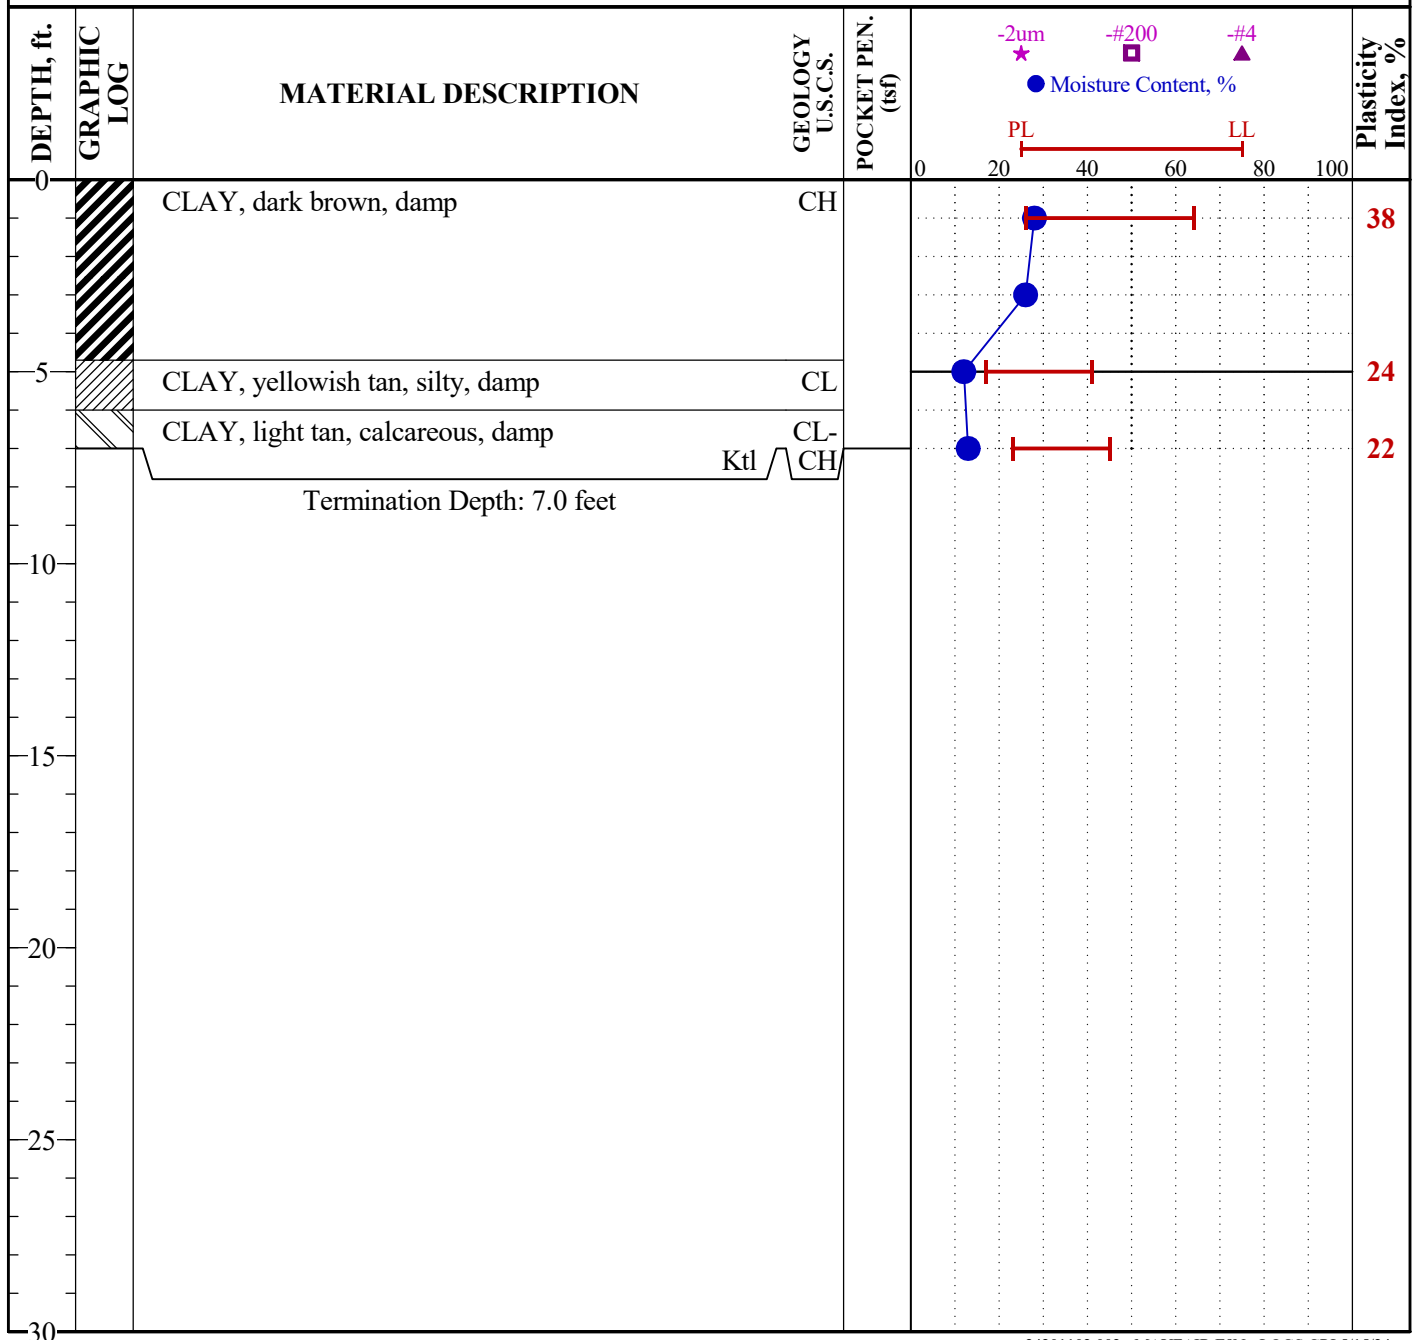 DEPTH, ft.
GRAPHIC
LOG
MATERIAL DESCRIPTION
GEOLOGY
U.S.C.S.
POCKET PEN.
(tsf)
-2um -#200 -#4
Moisture Content, %
PL LL
0 20 40 60 80 100
Plasticity
Index, %
0
CLAY, dark brown, damp CH
38
5
CLAY, yellowish tan, silty, damp CL
24
CLAY, light tan, calcareous, damp CL-
Ktl CH
22
Termination Depth: 7.0 feet
10
15
20
25
30